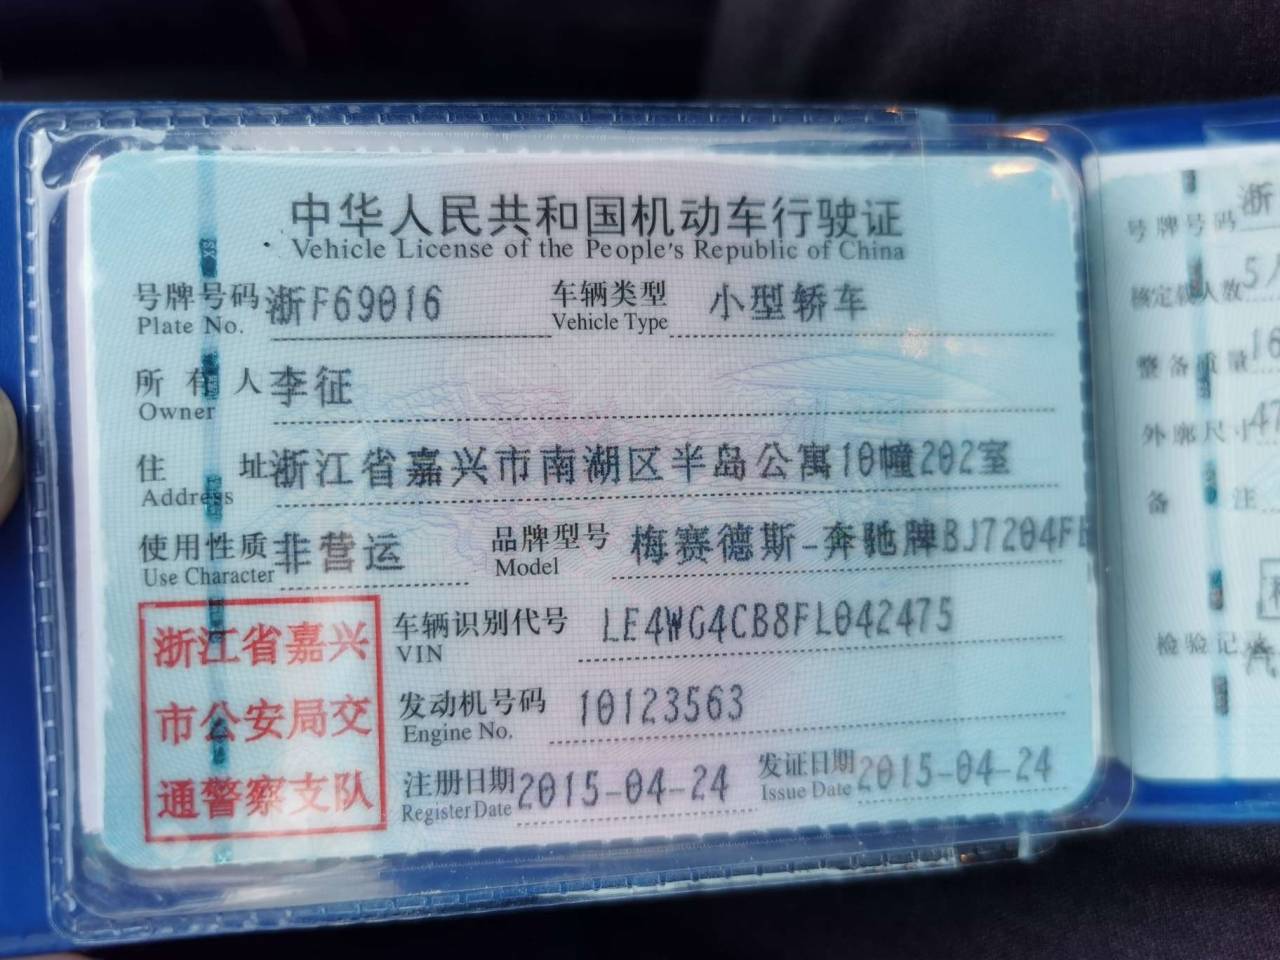 中华人民共和国机动车行驶证
Vehicle License of the People's Republic of China
号牌号码 浙F69016 车辆类型 小型轿车
Plate No. Vehicle Type
所有人 李征
Owner
住址 浙江省嘉兴市南湖区半岛公寓10幢202室
Address
使用性质 非营运 品牌型号 梅赛德斯-奔驰牌BJ7204F
Use Character Model
浙江省嘉兴
市公安局交
通警察支队
车辆识别代号 LE4WG4CB8FL042475
VIN
发动机号码 10123563
Engine No.
注册日期 2015-04-24 发证日期 2015-04-24
Register Date Issue Date
号牌号码 浙
核定载人数 5人
整备质量 16
外廓尺寸 47
备注
检验记录